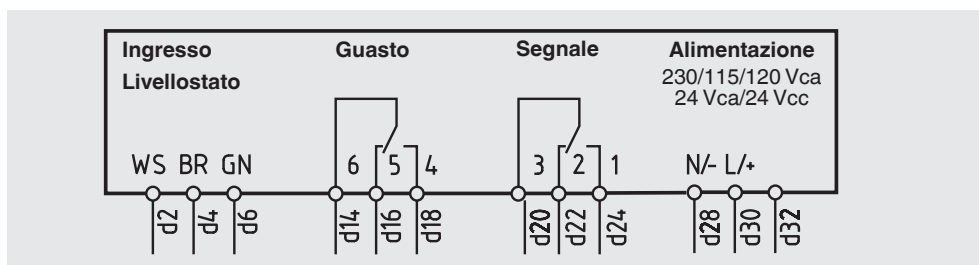 Ingresso
Livellostato
Guasto
Segnale
Alimentazione
230/115/120 Vca
24 Vca/24 Vcc
WS BR GN
6 5 4
3 2 1
N/- L/+
d2 d4 d6
d14 d16 d18
d20 d22 d24
d28 d30 d32